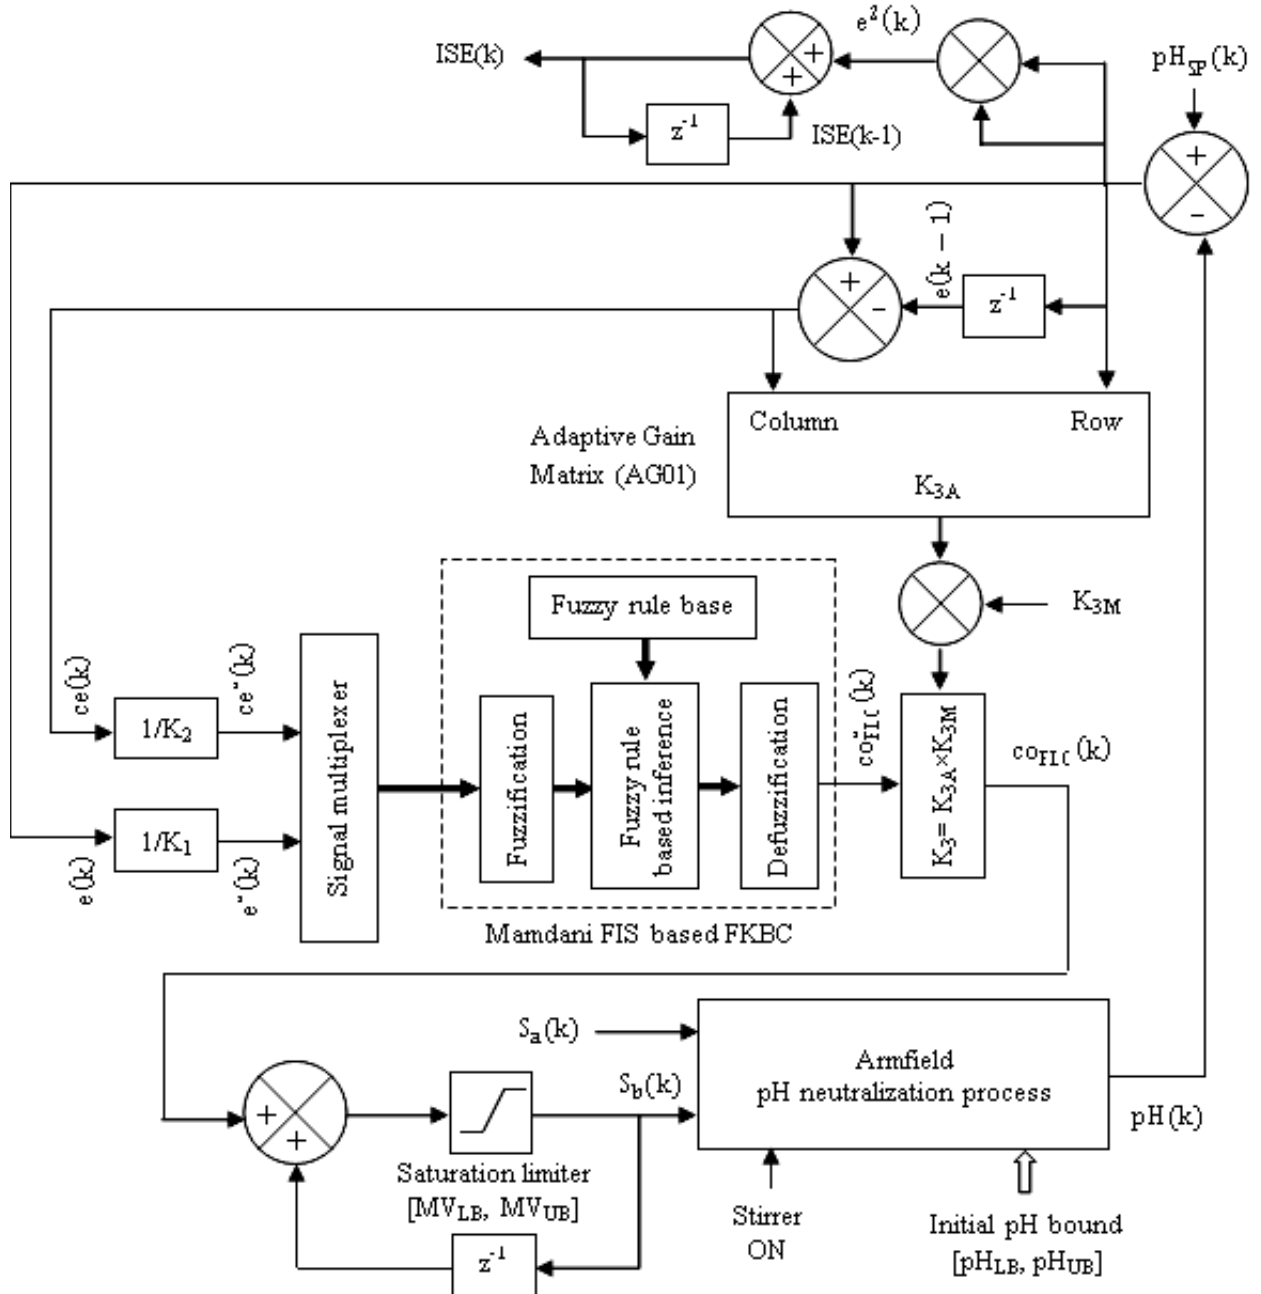 e²(k)
ISE(k)
+
+
z⁻¹
ISE(k-1)
pH_SP(k)
+
-
e(k − 1)
+
-
z⁻¹
Column
Row
K_3A
Adaptive Gain
Matrix (AG01)
K_3M
Fuzzy rule base
ce(k)
1/K₂
ce"(k)
e(k)
1/K₁
e"(k)
Signal multiplexer
Fuzzification
Fuzzy rule
based inference
Defuzzification
Mamdani FIS based FKBC
co"_FLC(k)
K₃= K_3A×K_3M
co_FLC(k)
S_a(k)
S_b(k)
Armfield
pH neutralization process
pH(k)
+
+
Saturation limiter
[MV_LB, MV_UB]
z⁻¹
Stirrer
ON
Initial pH bound
[pH_LB, pH_UB]